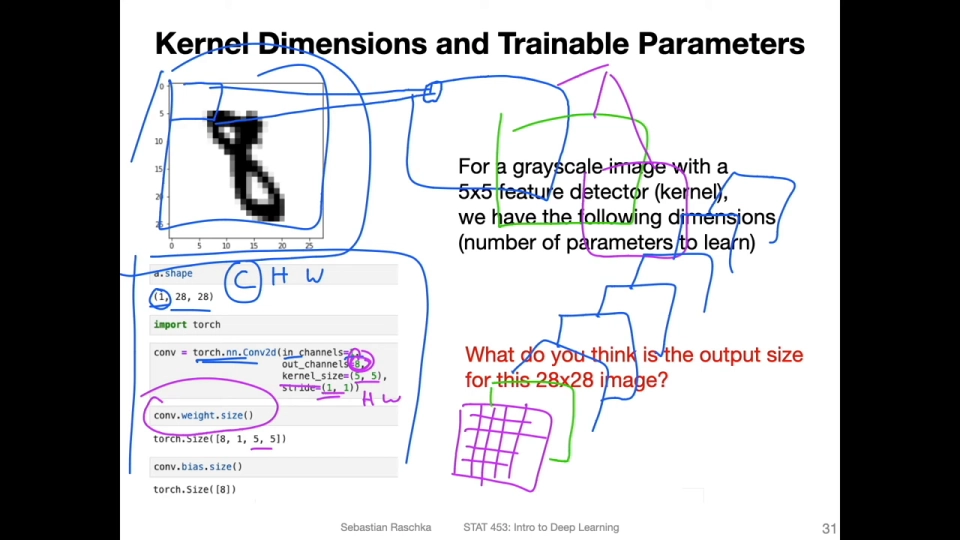 Kernel Dimensions and Trainable Parameters
0
5
10
15
20
25
0 5 10 15 20 25
For a grayscale image with a
5x5 feature detector (kernel),
we have the following dimensions
(number of parameters to learn)
a.shape
C H W
(1, 28, 28)
import torch
conv = torch.nn.Conv2d(in_channels=
out_channels=8,
kernel_size=(5, 5),
stride=(1, 1))
H W
conv.weight.size()
torch.Size([8, 1, 5, 5])
conv.bias.size()
torch.Size([8])
What do you think is the output size
for this 28x28 image?
Sebastian Raschka STAT 453: Intro to Deep Learning 31